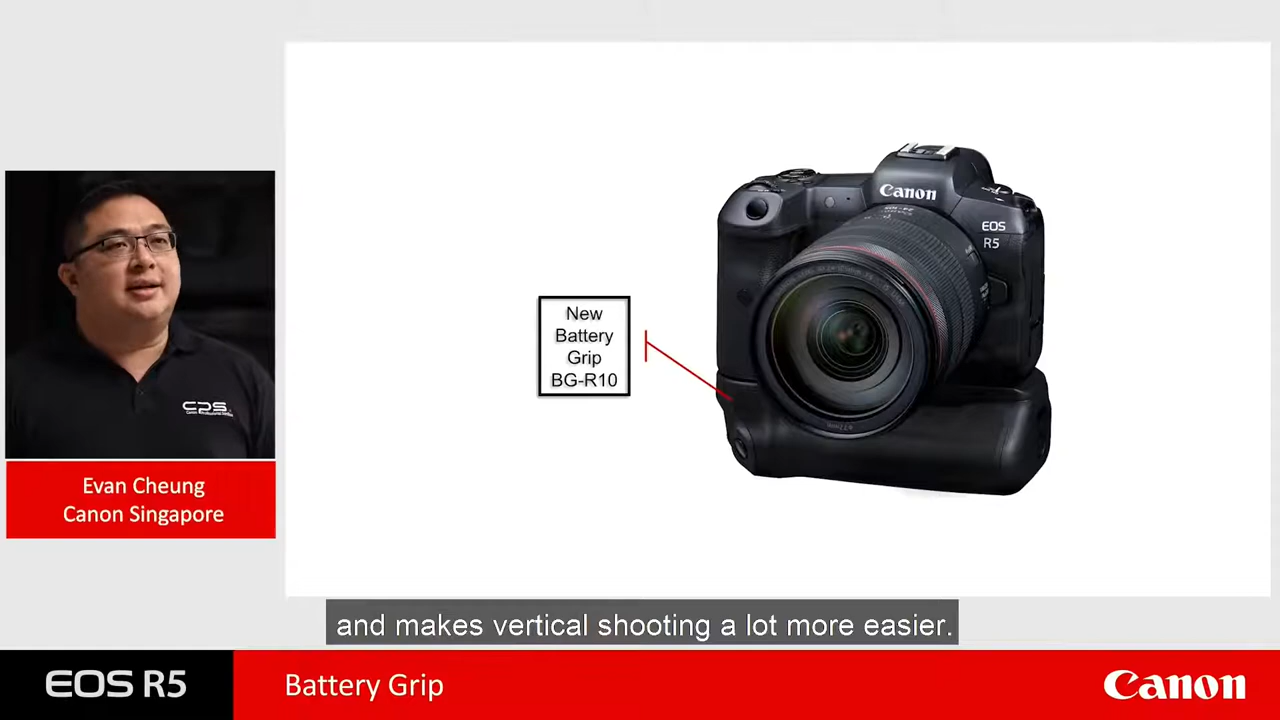 Canon
EOS
R5
New
Battery
Grip
BG-R10
CPS
Evan Cheung
Canon Singapore
and makes vertical shooting a lot more easier.
EOS R5
Battery Grip
Canon